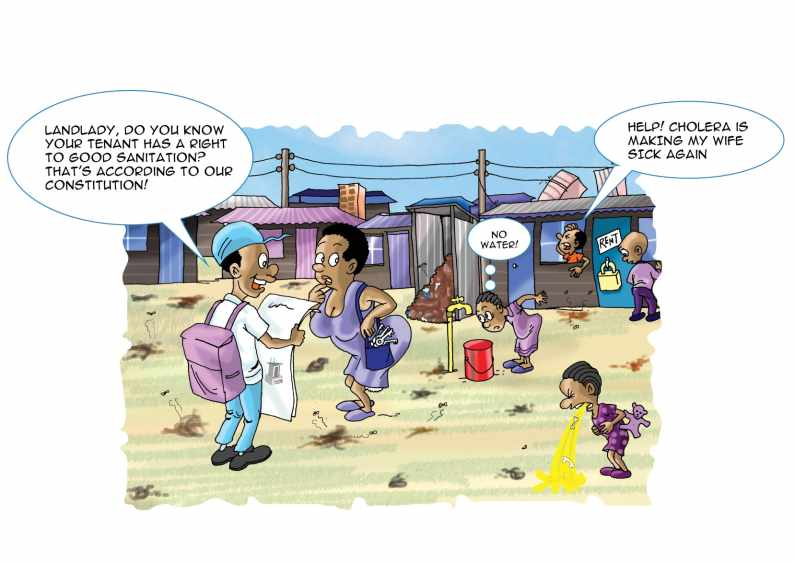 LANDLADY, DO YOU KNOW
YOUR TENANT HAS A RIGHT
TO GOOD SANITATION?
THAT'S ACCORDING TO OUR
CONSTITUTION!
HELP! CHOLERA IS
MAKING MY WIFE
SICK AGAIN
NO
WATER!
RENT